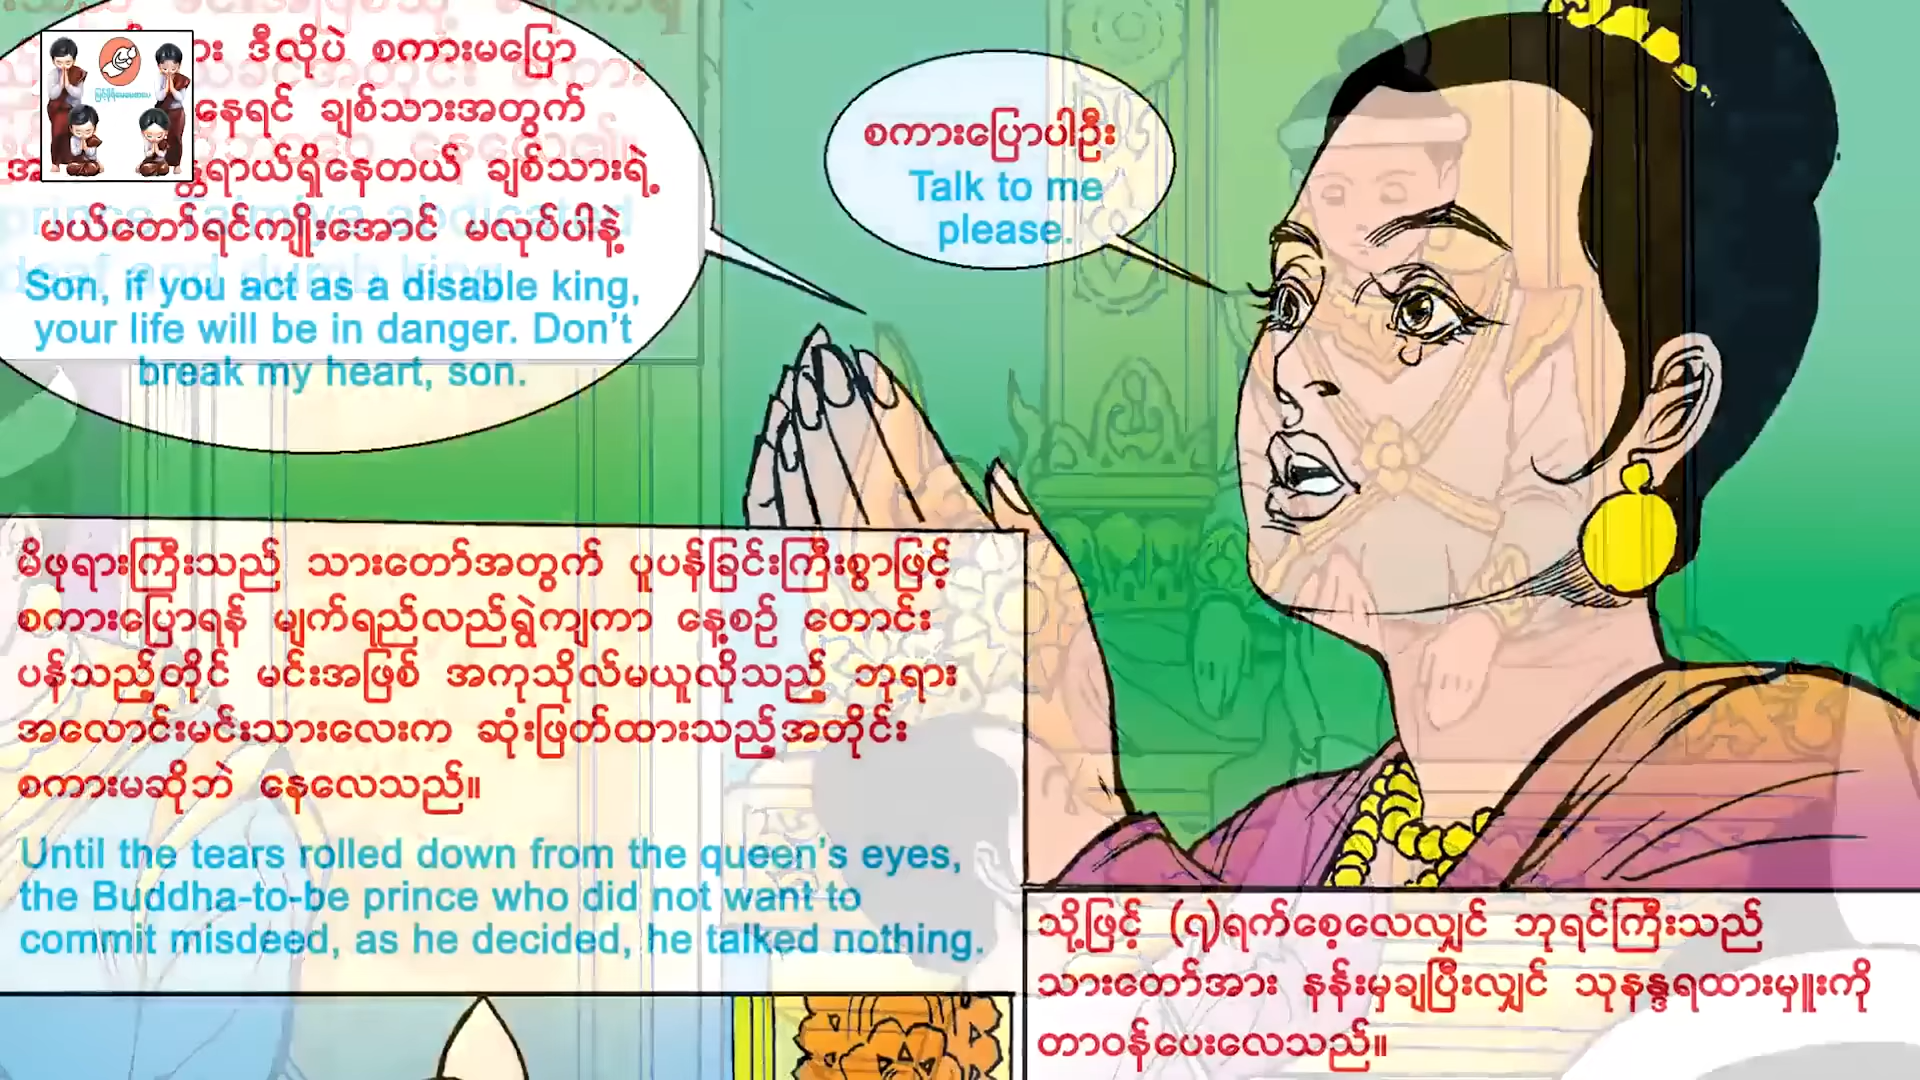 ဒီလိုပဲ စကားမပြော
နေရင် ချစ်သားအတွက်
န္တရာယ်ရှိနေတယ် ချစ်သားရဲ့
မယ်တော်ရင်ကျိုးအောင် မလုပ်ပါနဲ့
Son, if you act as a disable king,
your life will be in danger. Don't
break my heart, son.
စကားပြောပါဦး
Talk to me
please.
မိဖုရားကြီးသည် သားတော်အတွက် ပူပန်ခြင်းကြီးစွာဖြင့်
စကားပြောရန် မျက်ရည်လည်ရွဲကျကာ နေ့စဉ် တောင်း
ပန်သည့်တိုင် မင်းအဖြစ် အကုသိုလ်မယူလိုသည့် ဘုရား
အလောင်းမင်းသားလေးက ဆုံးဖြတ်ထားသည့်အတိုင်း
စကားမဆိုဘဲ နေလေသည်။
Until the tears rolled down from the queen's eyes,
the Buddha-to-be prince who did not want to
commit misdeed, as he decided, he talked nothing.
သို့ဖြင့် (၇)ရက်စေ့လေလျှင် ဘုရင်ကြီးသည်
သားတော်အား နန်းမှချပြီးလျှင် သုနန္ဒရထားမှူးကို
တာဝန်ပေးလေသည်။